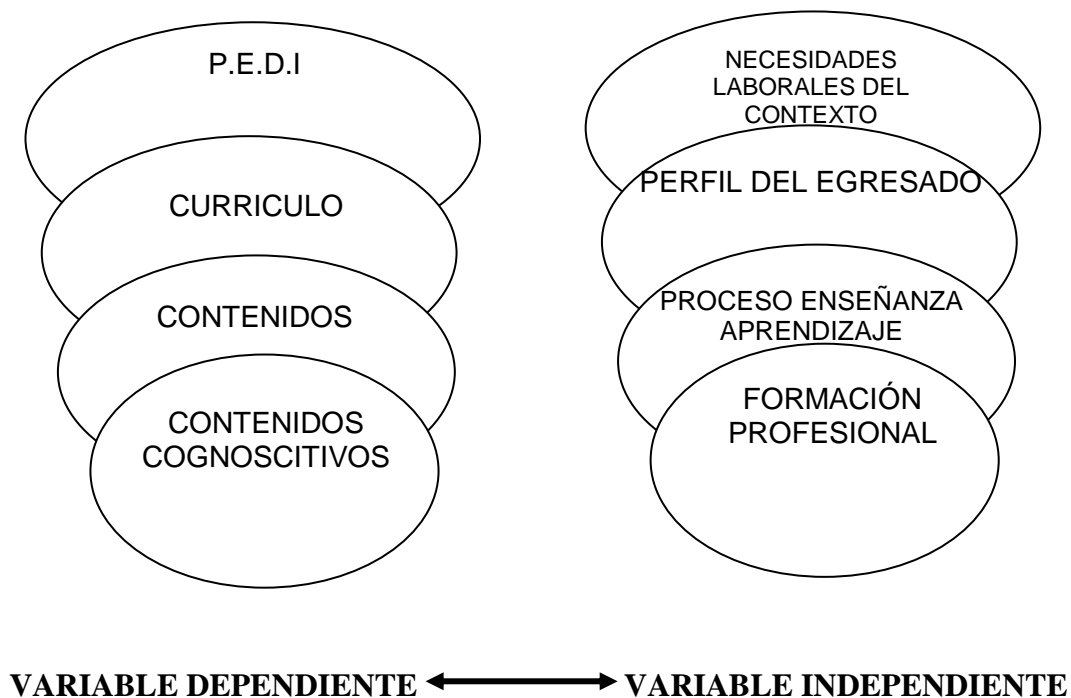 P.E.D.I
CURRICULO
CONTENIDOS
CONTENIDOS
COGNOSCITIVOS
NECESIDADES
LABORALES DEL
CONTEXTO
PERFIL DEL EGRESADO
PROCESO ENSEÑANZA
APRENDIZAJE
FORMACIÓN
PROFESIONAL
VARIABLE DEPENDIENTE
VARIABLE INDEPENDIENTE